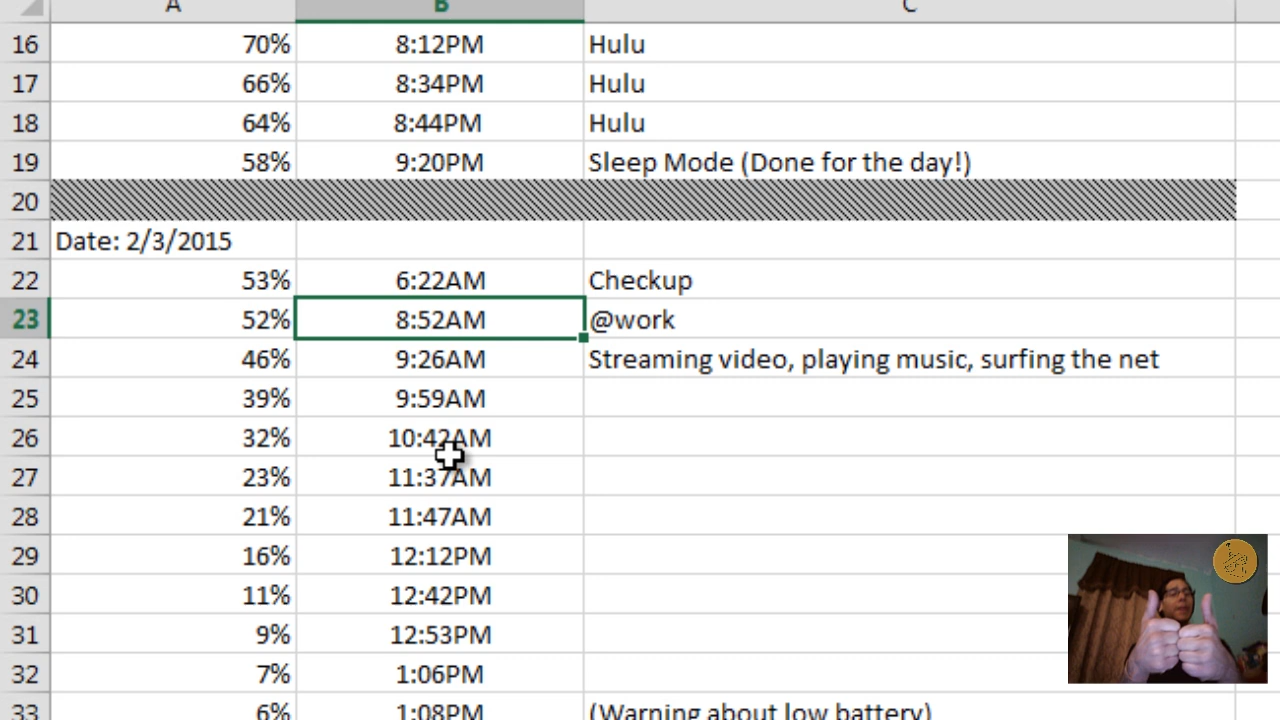 A B C
16 70% 8:12PM Hulu
17 66% 8:34PM Hulu
18 64% 8:44PM Hulu
19 58% 9:20PM Sleep Mode (Done for the day!)
20
21 Date: 2/3/2015
22 53% 6:22AM Checkup
23 52% 8:52AM @work
24 46% 9:26AM Streaming video, playing music, surfing the net
25 39% 9:59AM
26 32% 10:42AM
27 23% 11:37AM
28 21% 11:47AM
29 16% 12:12PM
30 11% 12:42PM
31 9% 12:53PM
32 7% 1:06PM
33 6% 1:08PM (Warning about low battery)